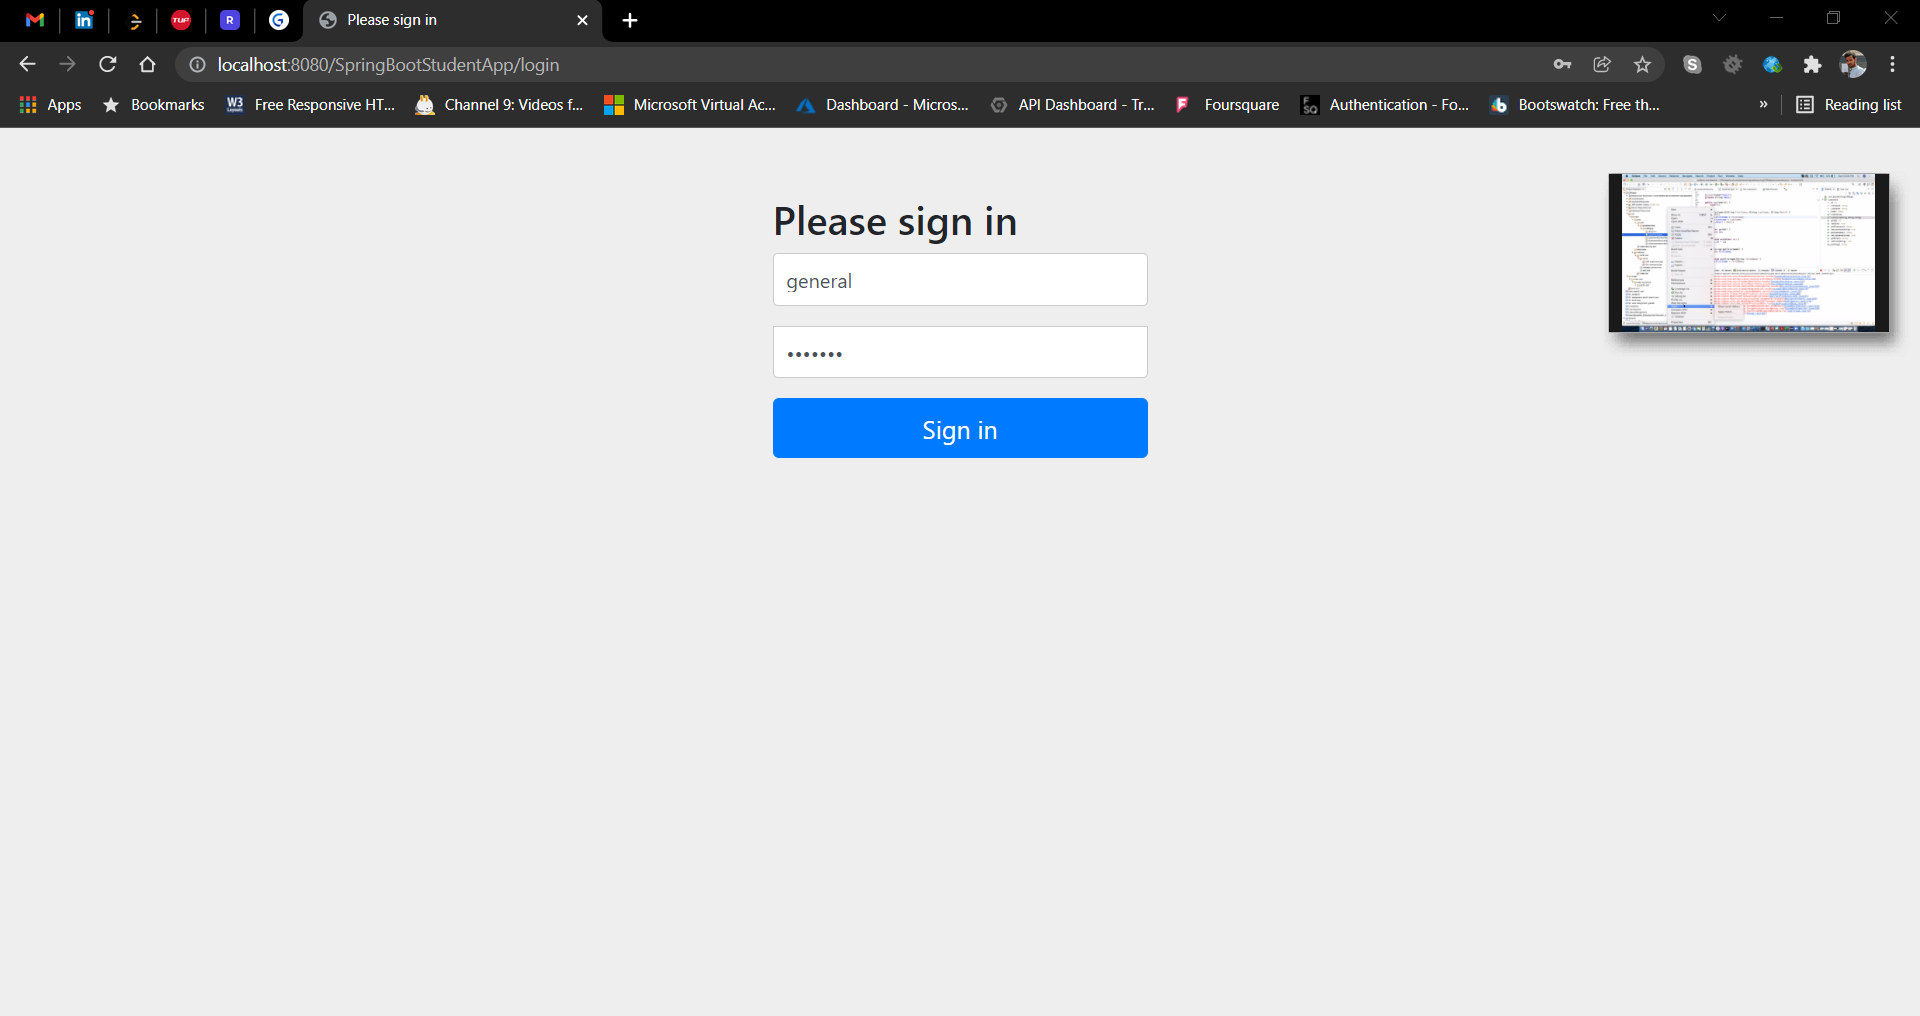 Please sign in
localhost:8080/SpringBootStudentApp/login
Apps Bookmarks Free Responsive HT... Channel 9: Videos f... Microsoft Virtual Ac... Dashboard - Micros... API Dashboard - Tr... Foursquare Authentication - Fo... Bootswatch: Free th... » Reading list
Please sign in
general
•••••••
Sign in